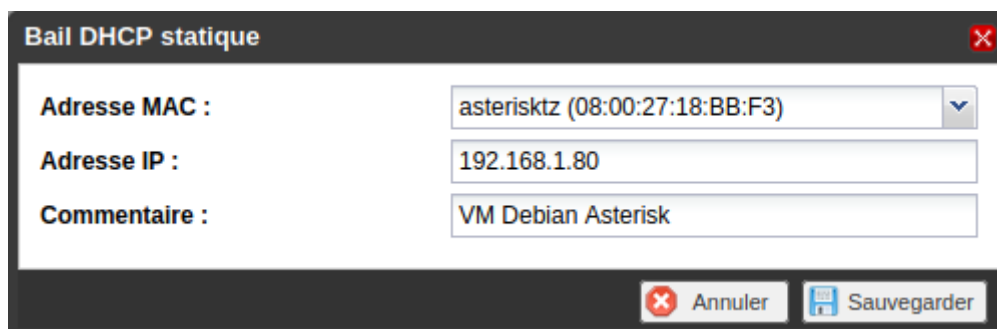 Bail DHCP statique
Adresse MAC : asterisktz (08:00:27:18:BB:F3)
Adresse IP : 192.168.1.80
Commentaire : VM Debian Asterisk
Annuler Sauvegarder